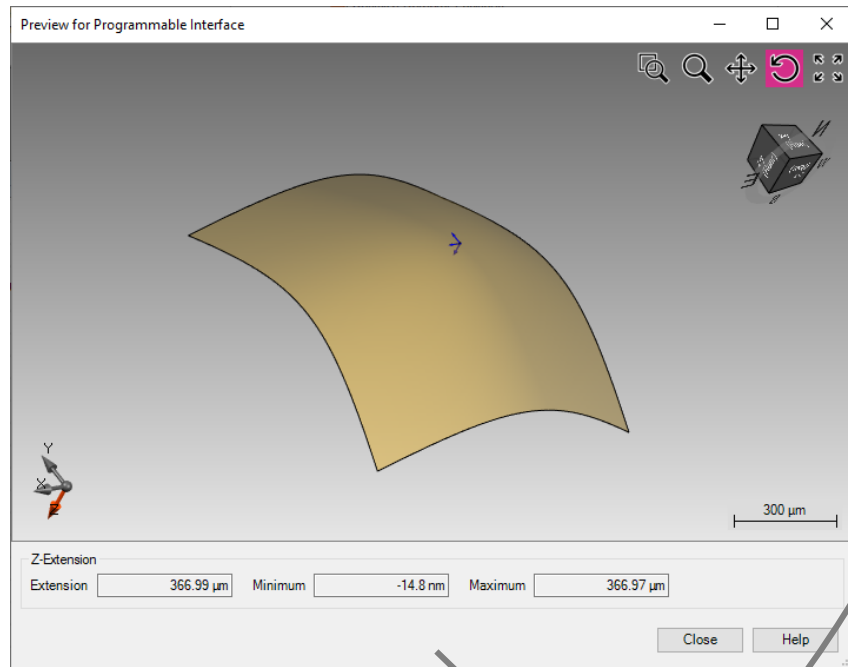 Preview for Programmable Interface
Y
X
Z
300 µm
Z-Extension
Extension 366.99 µm Minimum -14.8 nm Maximum 366.97 µm
Close Help